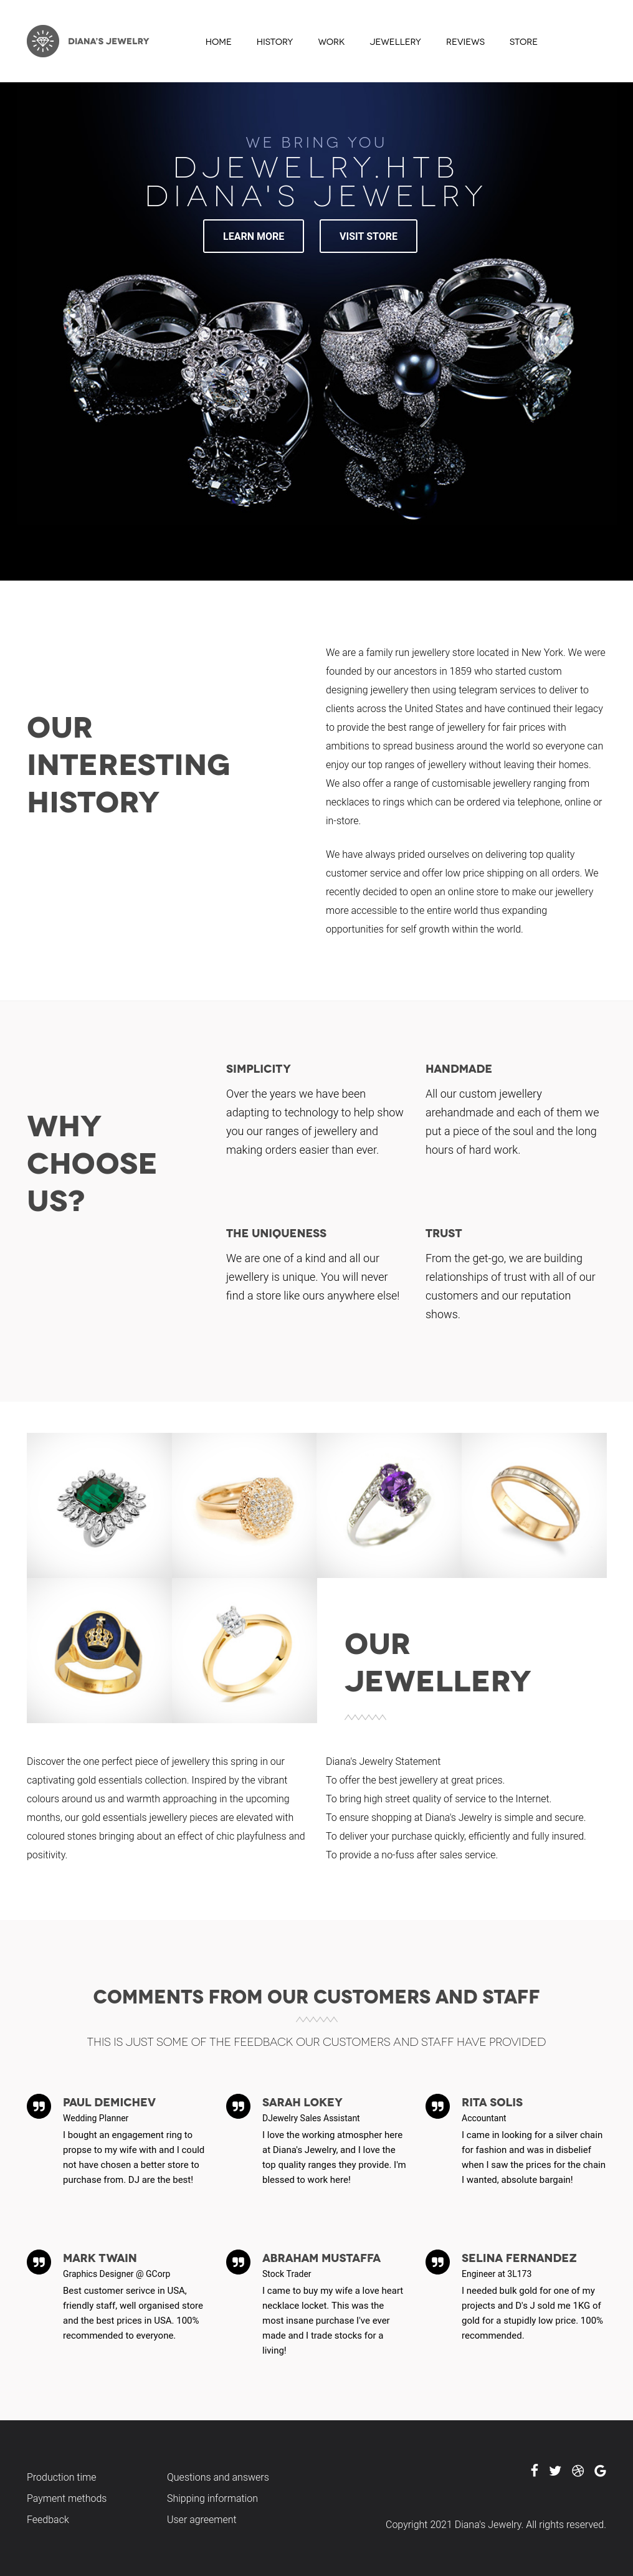 DIANA'S JEWELRY
HOME HISTORY WORK JEWELLERY REVIEWS STORE
WE BRING YOU
DJEWELRY.HTB
DIANA'S JEWELRY
LEARN MORE VISIT STORE
OUR
INTERESTING
HISTORY
We are a family run jewellery store located in New York. We were
founded by our ancestors in 1859 who started custom
designing jewellery then using telegram services to deliver to
clients across the United States and have continued their legacy
to provide the best range of jewellery for fair prices with
ambitions to spread business around the world so everyone can
enjoy our top ranges of jewellery without leaving their homes.
We also offer a range of customisable jewellery ranging from
necklaces to rings which can be ordered via telephone, online or
in-store.
We have always prided ourselves on delivering top quality
customer service and offer low price shipping on all orders. We
recently decided to open an online store to make our jewellery
more accessible to the entire world thus expanding
opportunities for self growth within the world.
WHY
CHOOSE
US?
SIMPLICITY
Over the years we have been
adapting to technology to help show
you our ranges of jewellery and
making orders easier than ever.
HANDMADE
All our custom jewellery
arehandmade and each of them we
put a piece of the soul and the long
hours of hard work.
THE UNIQUENESS
We are one of a kind and all our
jewellery is unique. You will never
find a store like ours anywhere else!
TRUST
From the get-go, we are building
relationships of trust with all of our
customers and our reputation
shows.
OUR
JEWELLERY
Discover the one perfect piece of jewellery this spring in our
captivating gold essentials collection. Inspired by the vibrant
colours around us and warmth approaching in the upcoming
months, our gold essentials jewellery pieces are elevated with
coloured stones bringing about an effect of chic playfulness and
positivity.
Diana's Jewelry Statement
To offer the best jewellery at great prices.
To bring high street quality of service to the Internet.
To ensure shopping at Diana's Jewelry is simple and secure.
To deliver your purchase quickly, efficiently and fully insured.
To provide a no-fuss after sales service.
COMMENTS FROM OUR CUSTOMERS AND STAFF
THIS IS JUST SOME OF THE FEEDBACK OUR CUSTOMERS AND STAFF HAVE PROVIDED
PAUL DEMICHEV
Wedding Planner
I bought an engagement ring to
propse to my wife with and I could
not have chosen a better store to
purchase from. DJ are the best!
SARAH LOKEY
DJewelry Sales Assistant
I love the working atmospher here
at Diana's Jewelry, and I love the
top quality ranges they provide. I'm
blessed to work here!
RITA SOLIS
Accountant
I came in looking for a silver chain
for fashion and was in disbelief
when I saw the prices for the chain
I wanted, absolute bargain!
MARK TWAIN
Graphics Designer @ GCorp
Best customer serivce in USA,
friendly staff, well organised store
and the best prices in USA. 100%
recommended to everyone.
ABRAHAM MUSTAFFA
Stock Trader
I came to buy my wife a love heart
necklace locket. This was the
most insane purchase I've ever
made and I trade stocks for a
living!
SELINA FERNANDEZ
Engineer at 3L173
I needed bulk gold for one of my
projects and D's J sold me 1KG of
gold for a stupidly low price. 100%
recommended.
Production time
Payment methods
Feedback
Questions and answers
Shipping information
User agreement
Copyright 2021 Diana's Jewelry. All rights reserved.